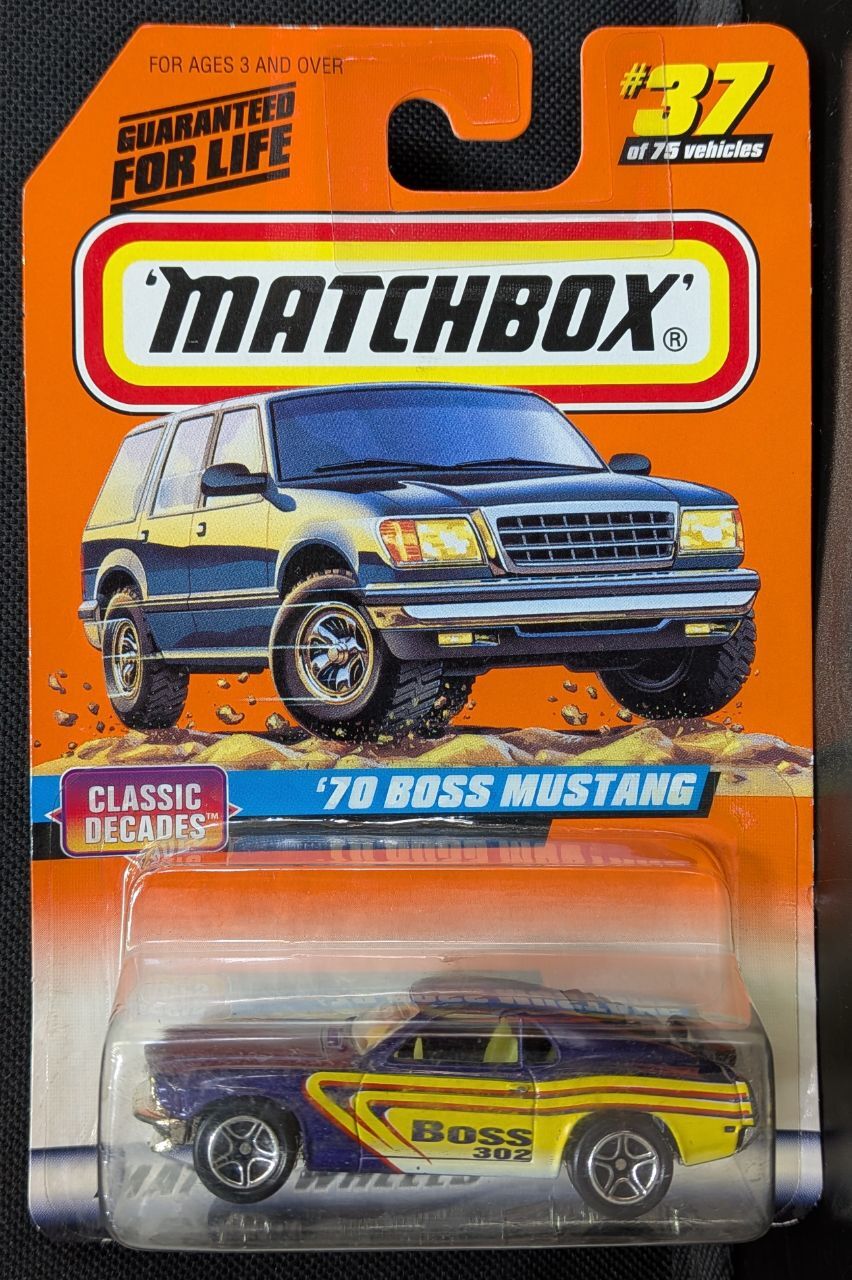 FOR AGES 3 AND OVER
GUARANTEED
FOR LIFE
#37
of 75 vehicles
'MATCHBOX'®
CLASSIC
DECADES™
'70 BOSS MUSTANG
BOSS
302